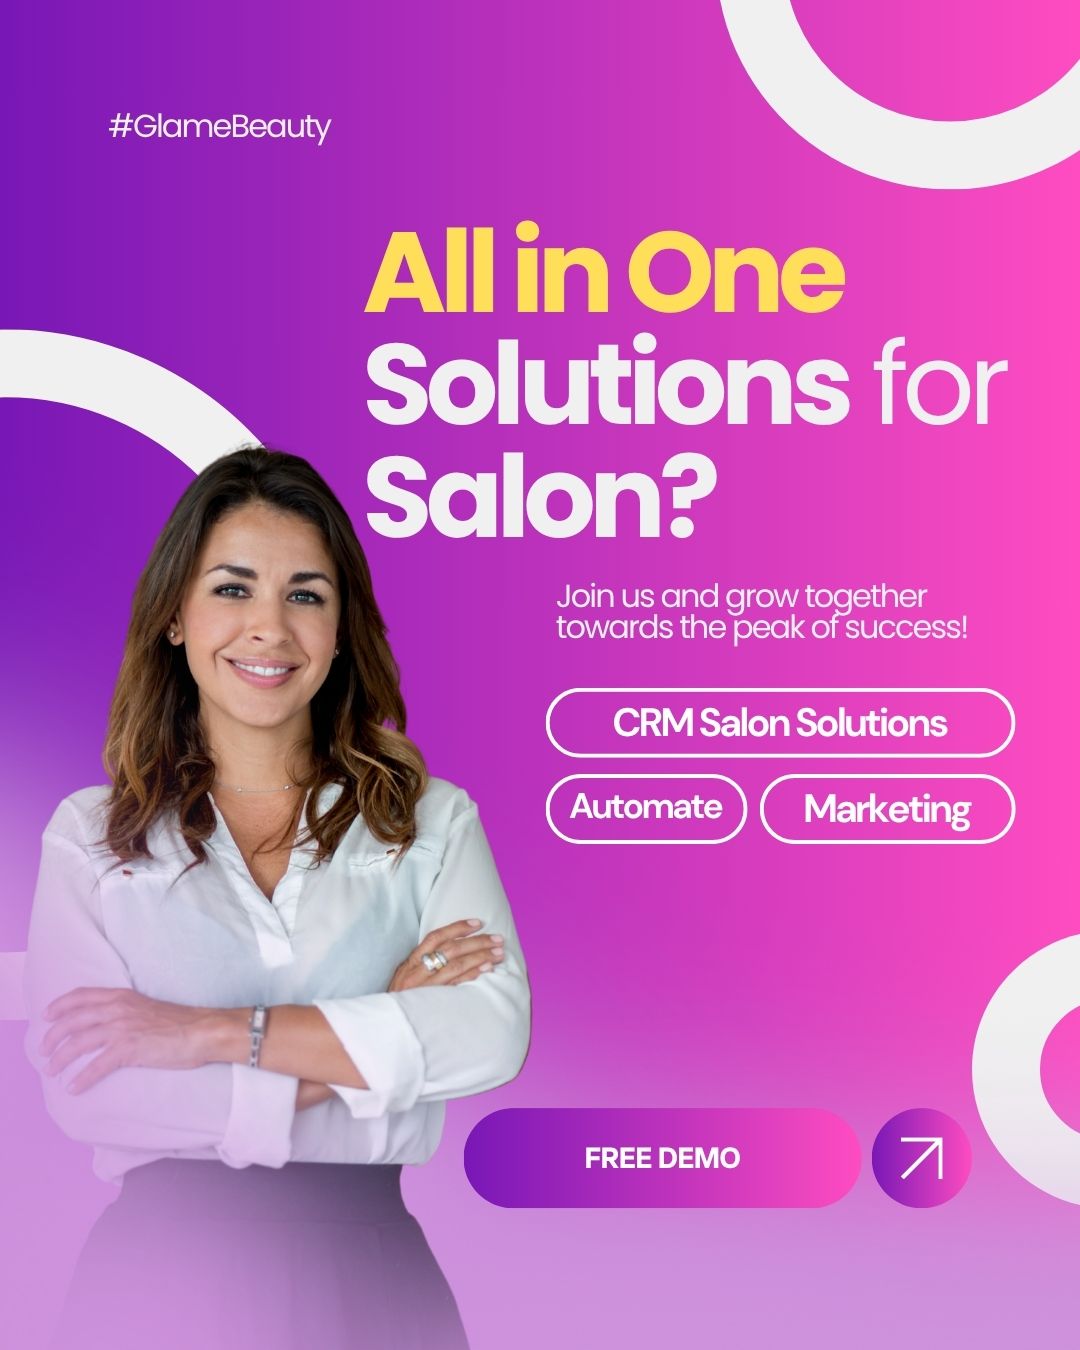 #GlameBeauty
All in One
Solutions for
Salon?
Join us and grow together
towards the peak of success!
CRM Salon Solutions
Automate
Marketing
FREE DEMO